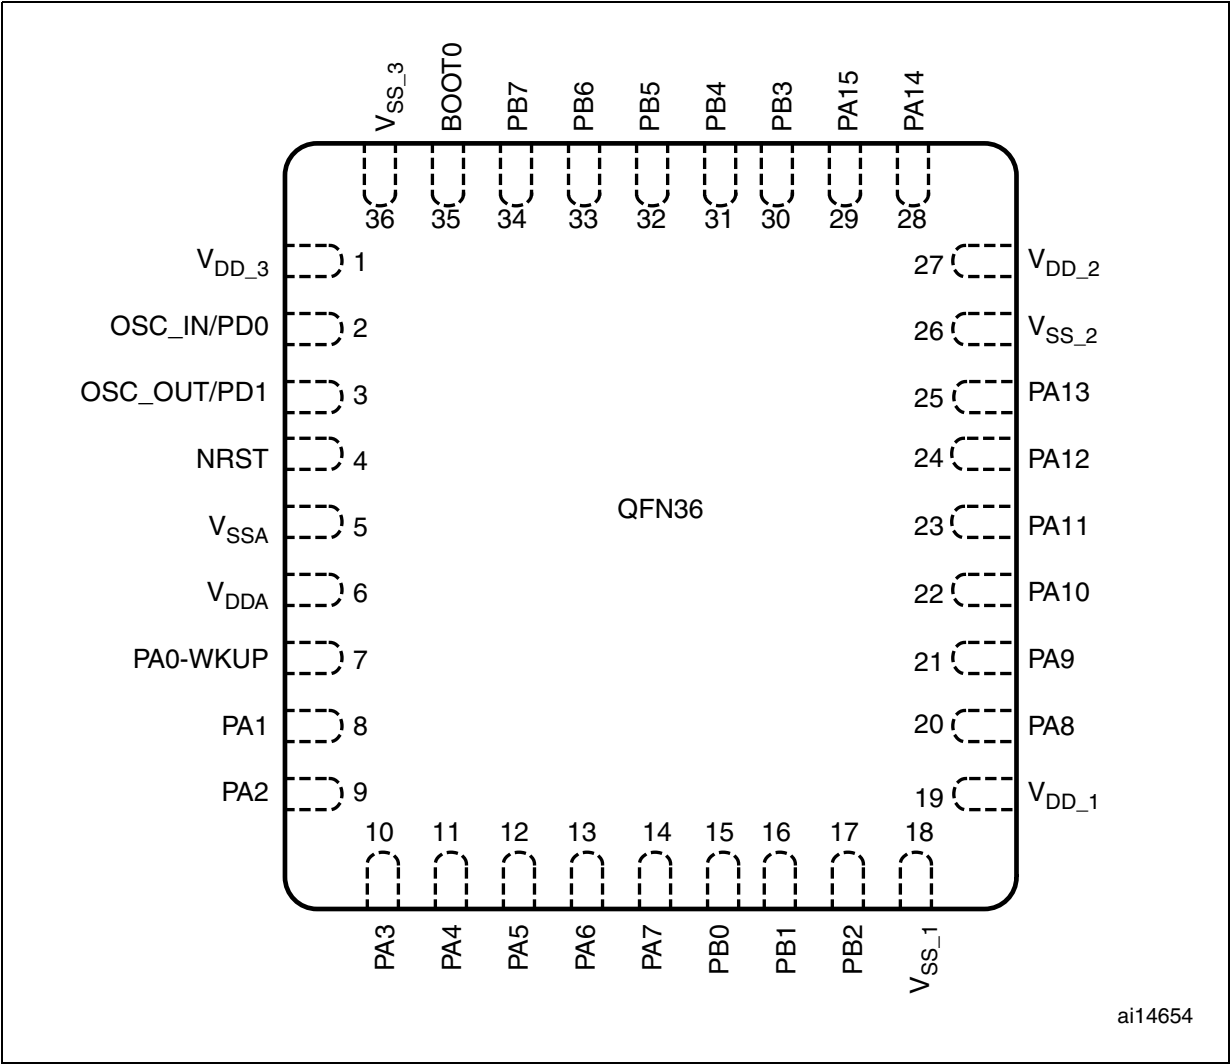 VSS_3 BOOT0 PB7 PB6 PB5 PB4 PB3 PA15 PA14
36 35 34 33 32 31 30 29 28
VDD_3 1 27 VDD_2
OSC_IN/PD0 2 26 VSS_2
OSC_OUT/PD1 3 25 PA13
NRST 4 24 PA12
QFN36
VSSA 5 23 PA11
VDDA 6 22 PA10
PA0-WKUP 7 21 PA9
PA1 8 20 PA8
PA2 9 19 VDD_1
10 11 12 13 14 15 16 17 18
PA3 PA4 PA5 PA6 PA7 PB0 PB1 PB2 VSS_1
ai14654